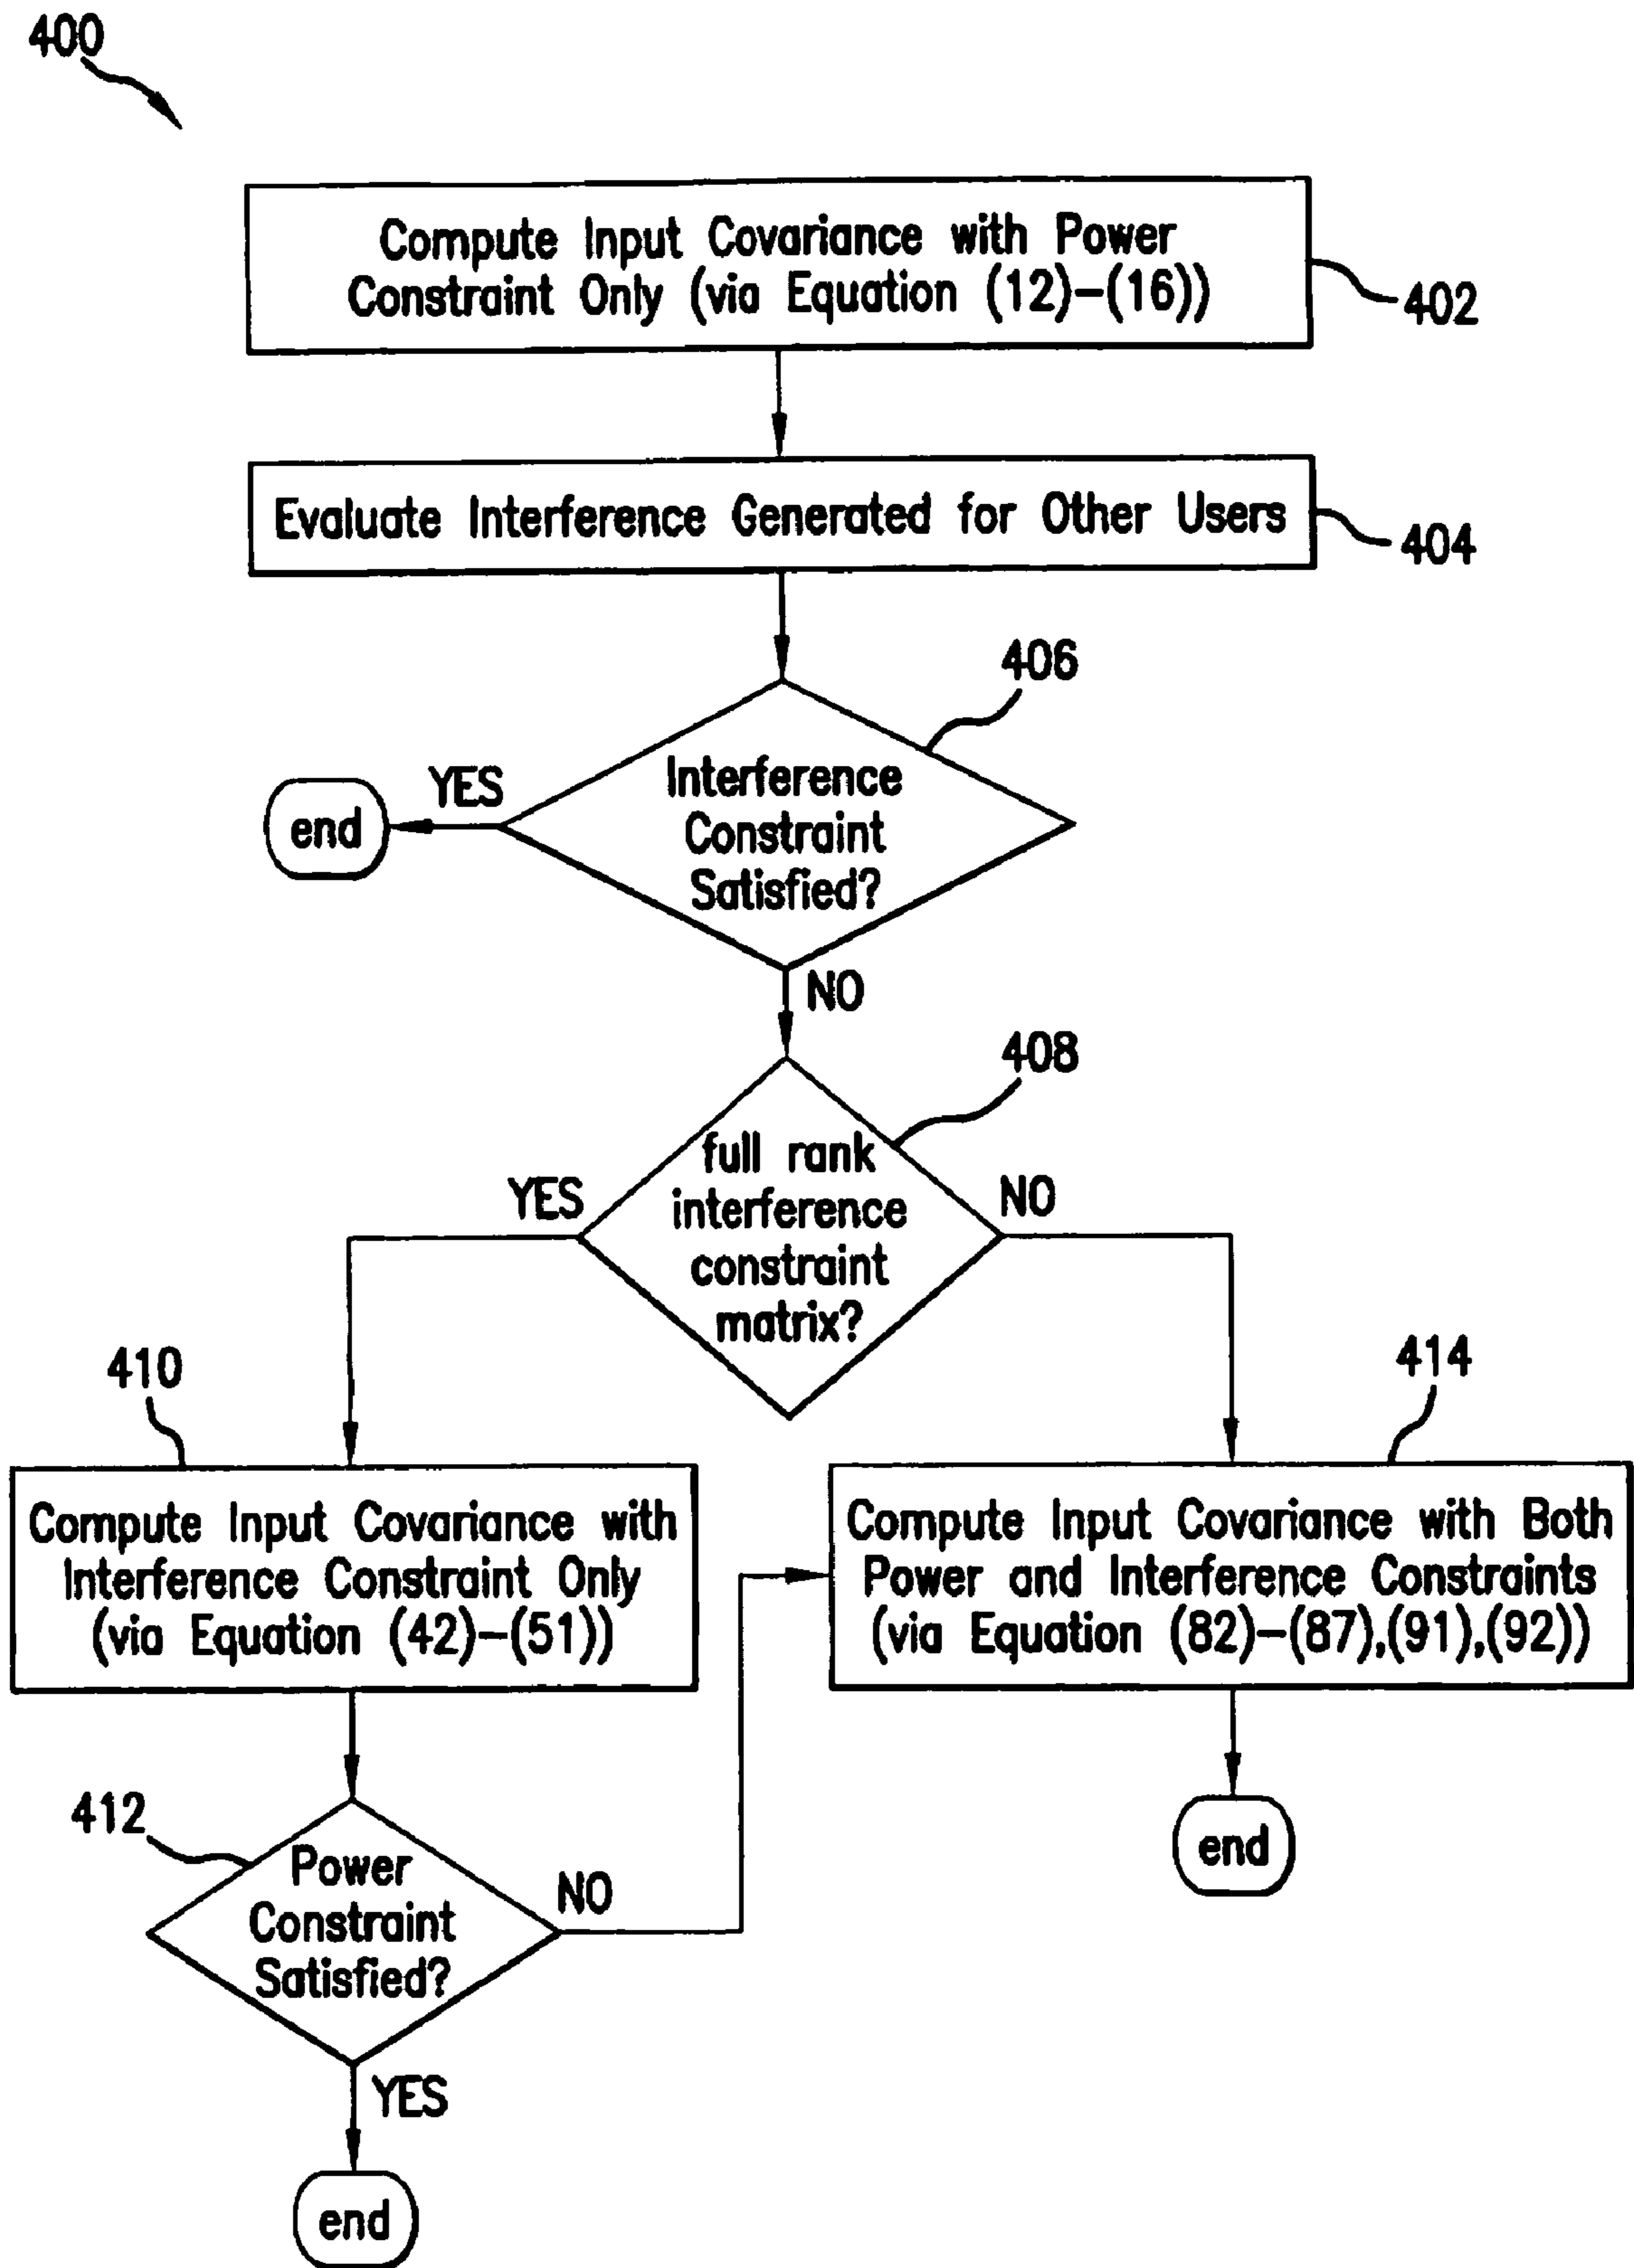 400
Compute Input Covariance with Power
Constraint Only (via Equation (12)-(16))
402
Evaluate Interference Generated for Other Users
404
406
Interference
Constraint
Satisfied?
YES
end
NO
408
full rank
interference
constraint
matrix?
YES
NO
410
414
Compute Input Covariance with
Interference Constraint Only
(via Equation (42)-(51))
Compute Input Covariance with Both
Power and Interference Constraints
(via Equation (82)-(87),(91),(92))
412
Power
Constraint
Satisfied?
NO
end
YES
end